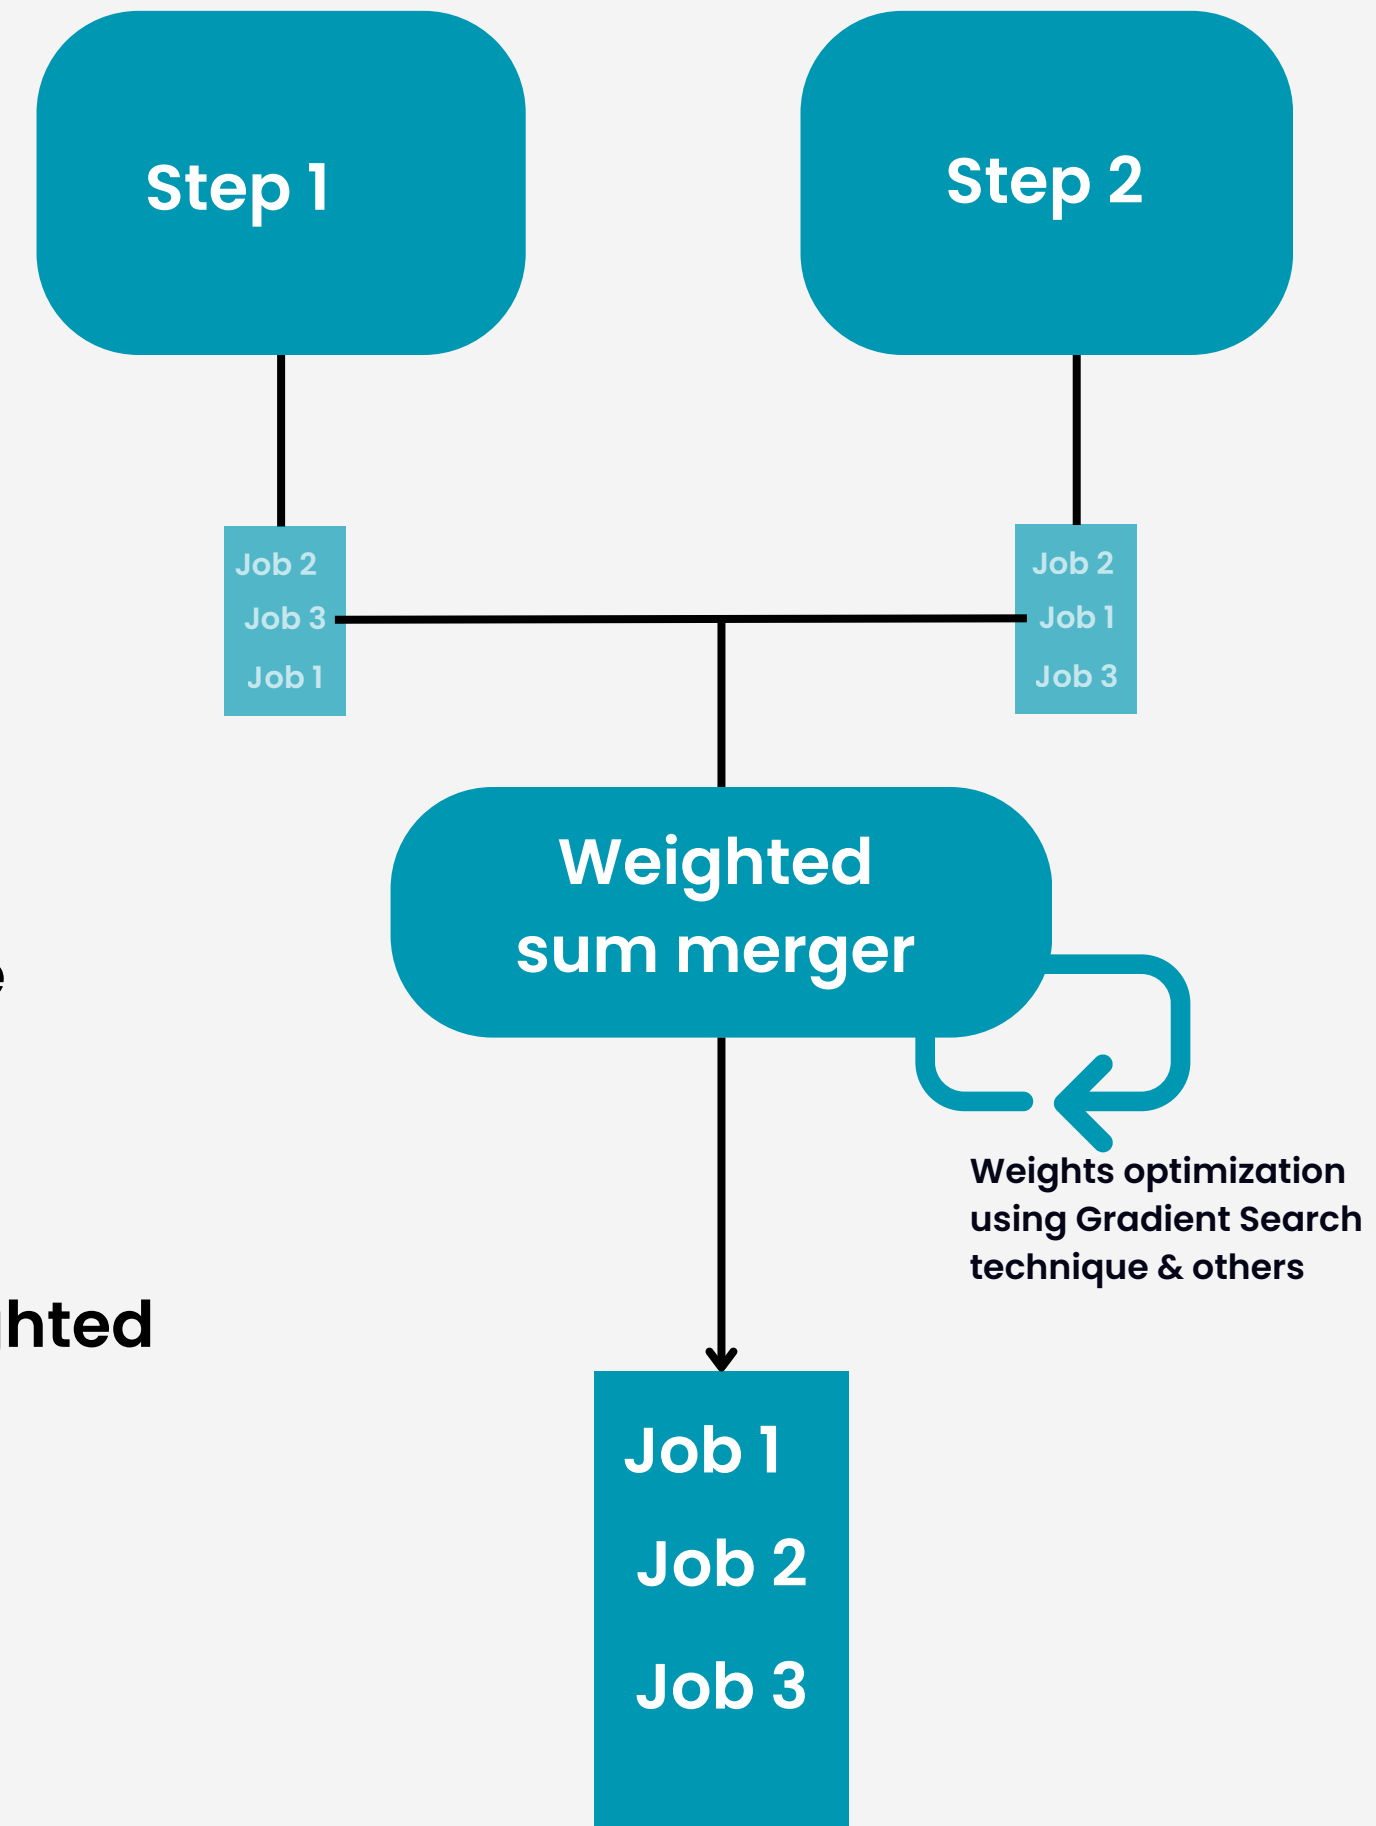 Step 1
Step 2
Job 2
Job 3
Job 1
Job 2
Job 1
Job 3
Weighted
sum merger
Weights optimization
using Gradient Search
technique & others
Job 1
Job 2
Job 3